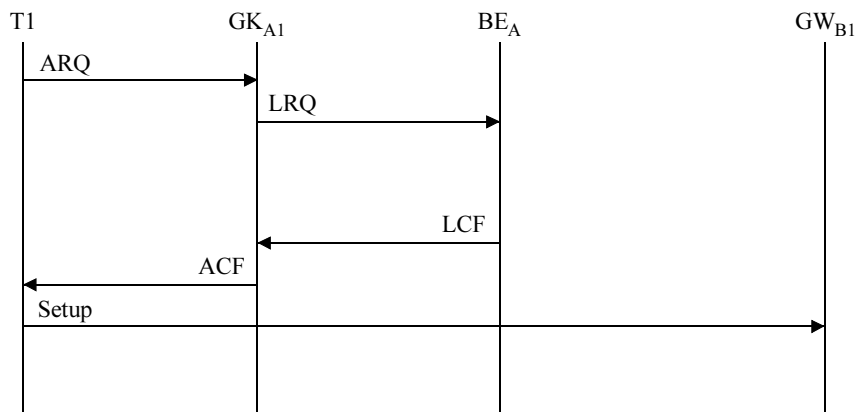 T1 GKA1 BEA GWB1
ARQ
LRQ
LCF
ACF
Setup